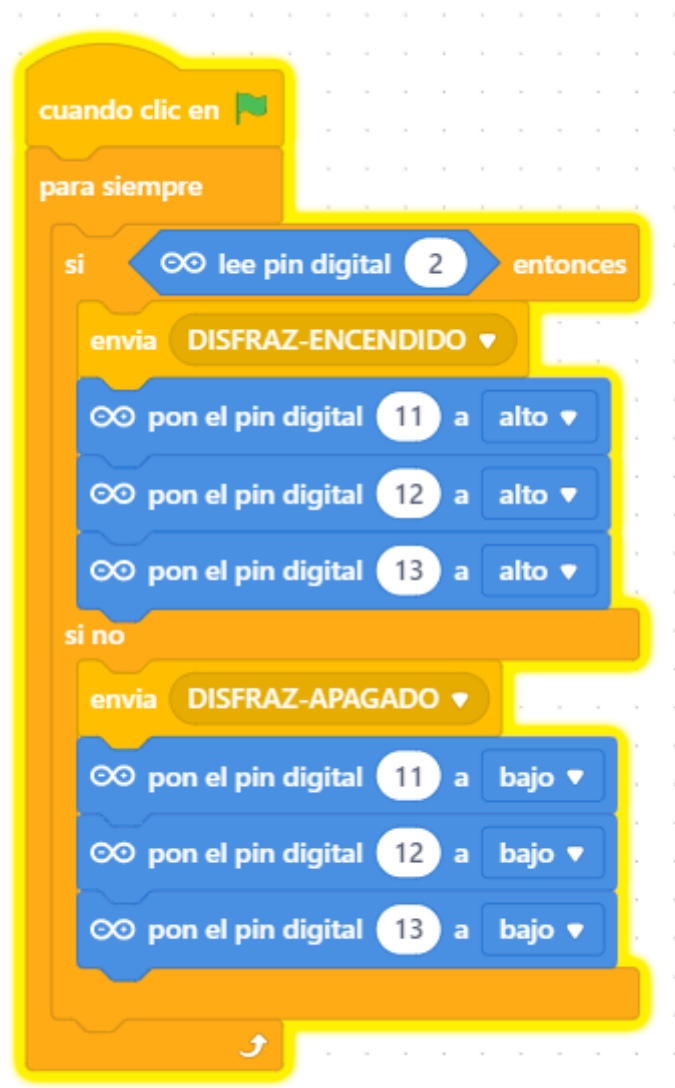 cuando clic en
para siempre
si lee pin digital 2 entonces
envia DISFRAZ-ENCENDIDO
pon el pin digital 11 a alto
pon el pin digital 12 a alto
pon el pin digital 13 a alto
si no
envia DISFRAZ-APAGADO
pon el pin digital 11 a bajo
pon el pin digital 12 a bajo
pon el pin digital 13 a bajo